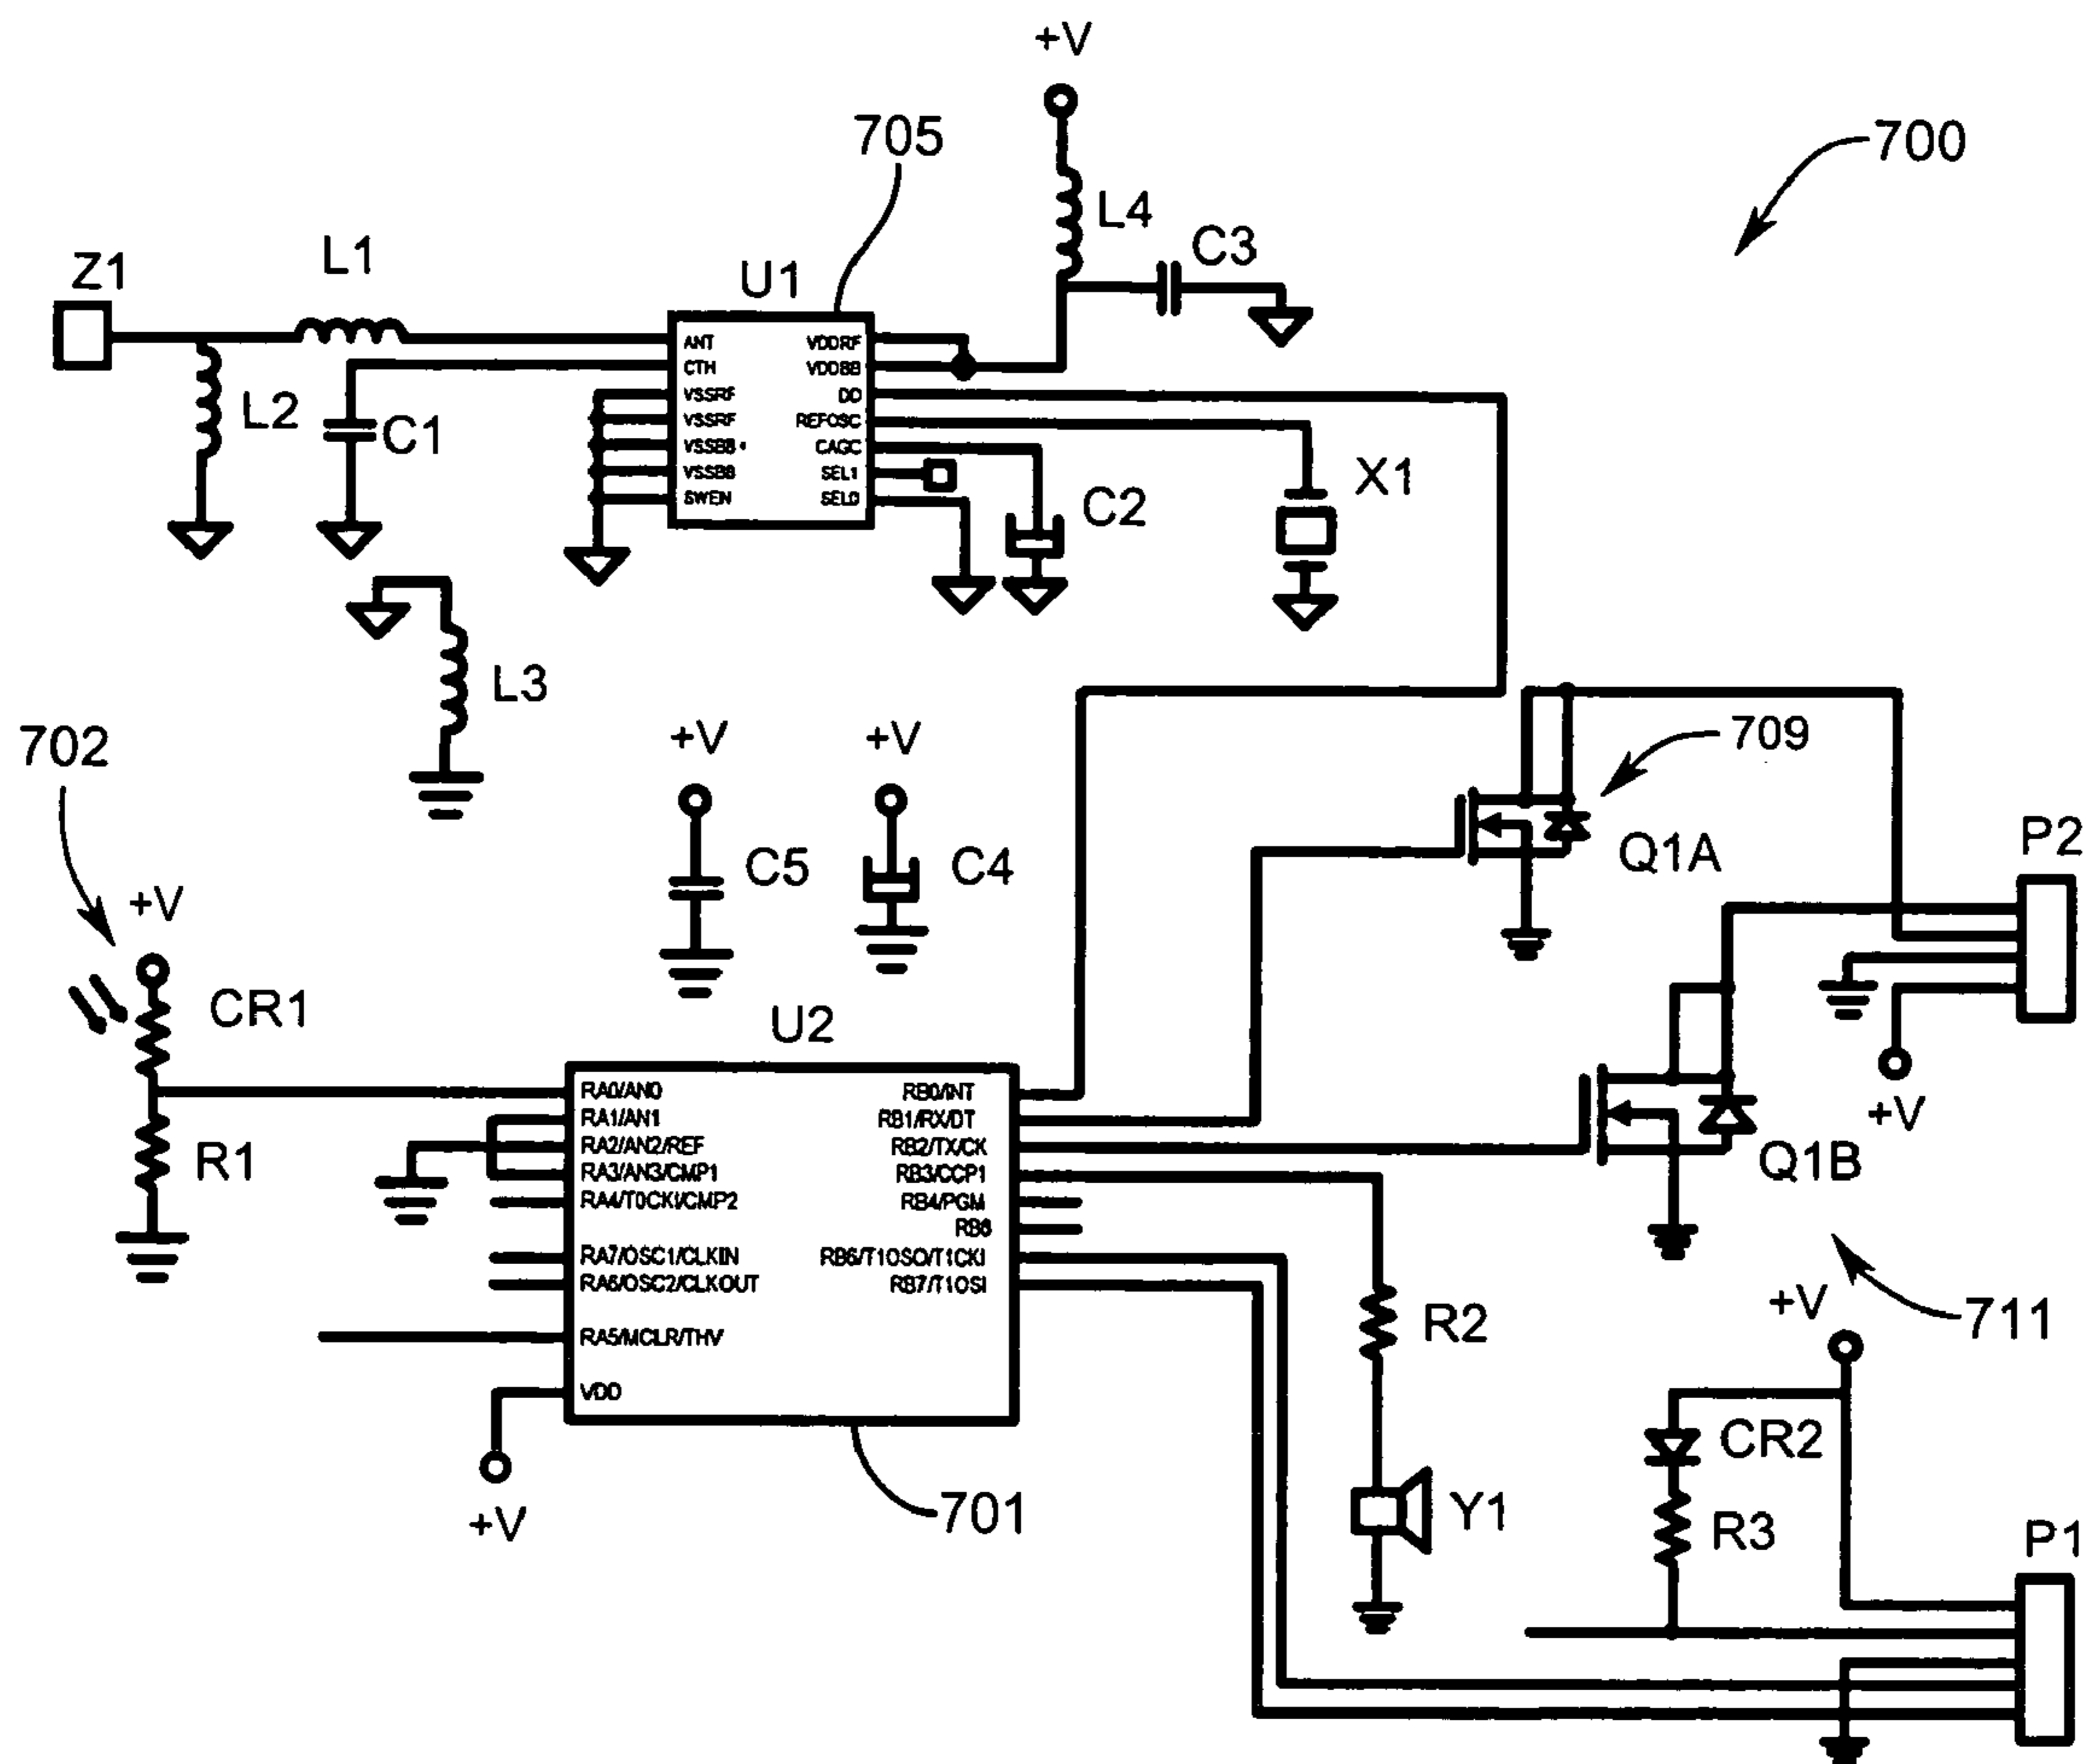 +V
705
700
L4
C3
Z1
L1
U1
ANT
VDDRF
CTH
VDDBB
VSSRF
DD
L2
C1
VSSRF
REFOSC
VSSBB
CAGC
VSSBB
SEL1
SWEN
SEL0
C2
X1
L3
702
+V
+V
709
C5
C4
Q1A
P2
+V
CR1
U2
RA0/AN0
RB0/INT
RA1/AN1
RB1/RX/DT
RA2/AN2/REF
RB2/TX/CK
RA3/AN3/CMP1
RB3/CCP1
RA4/T0CKI/CMP2
RB4/PGM
R1
+V
Q1B
RA7/OSC1/CLKIN
RB6/T1OSO/T1CKI
RA6/OSC2/CLKOUT
RB7/T1OSI
RA5/MCLR/THV
R2
+V
711
VDD
CR2
+V
701
Y1
R3
P1